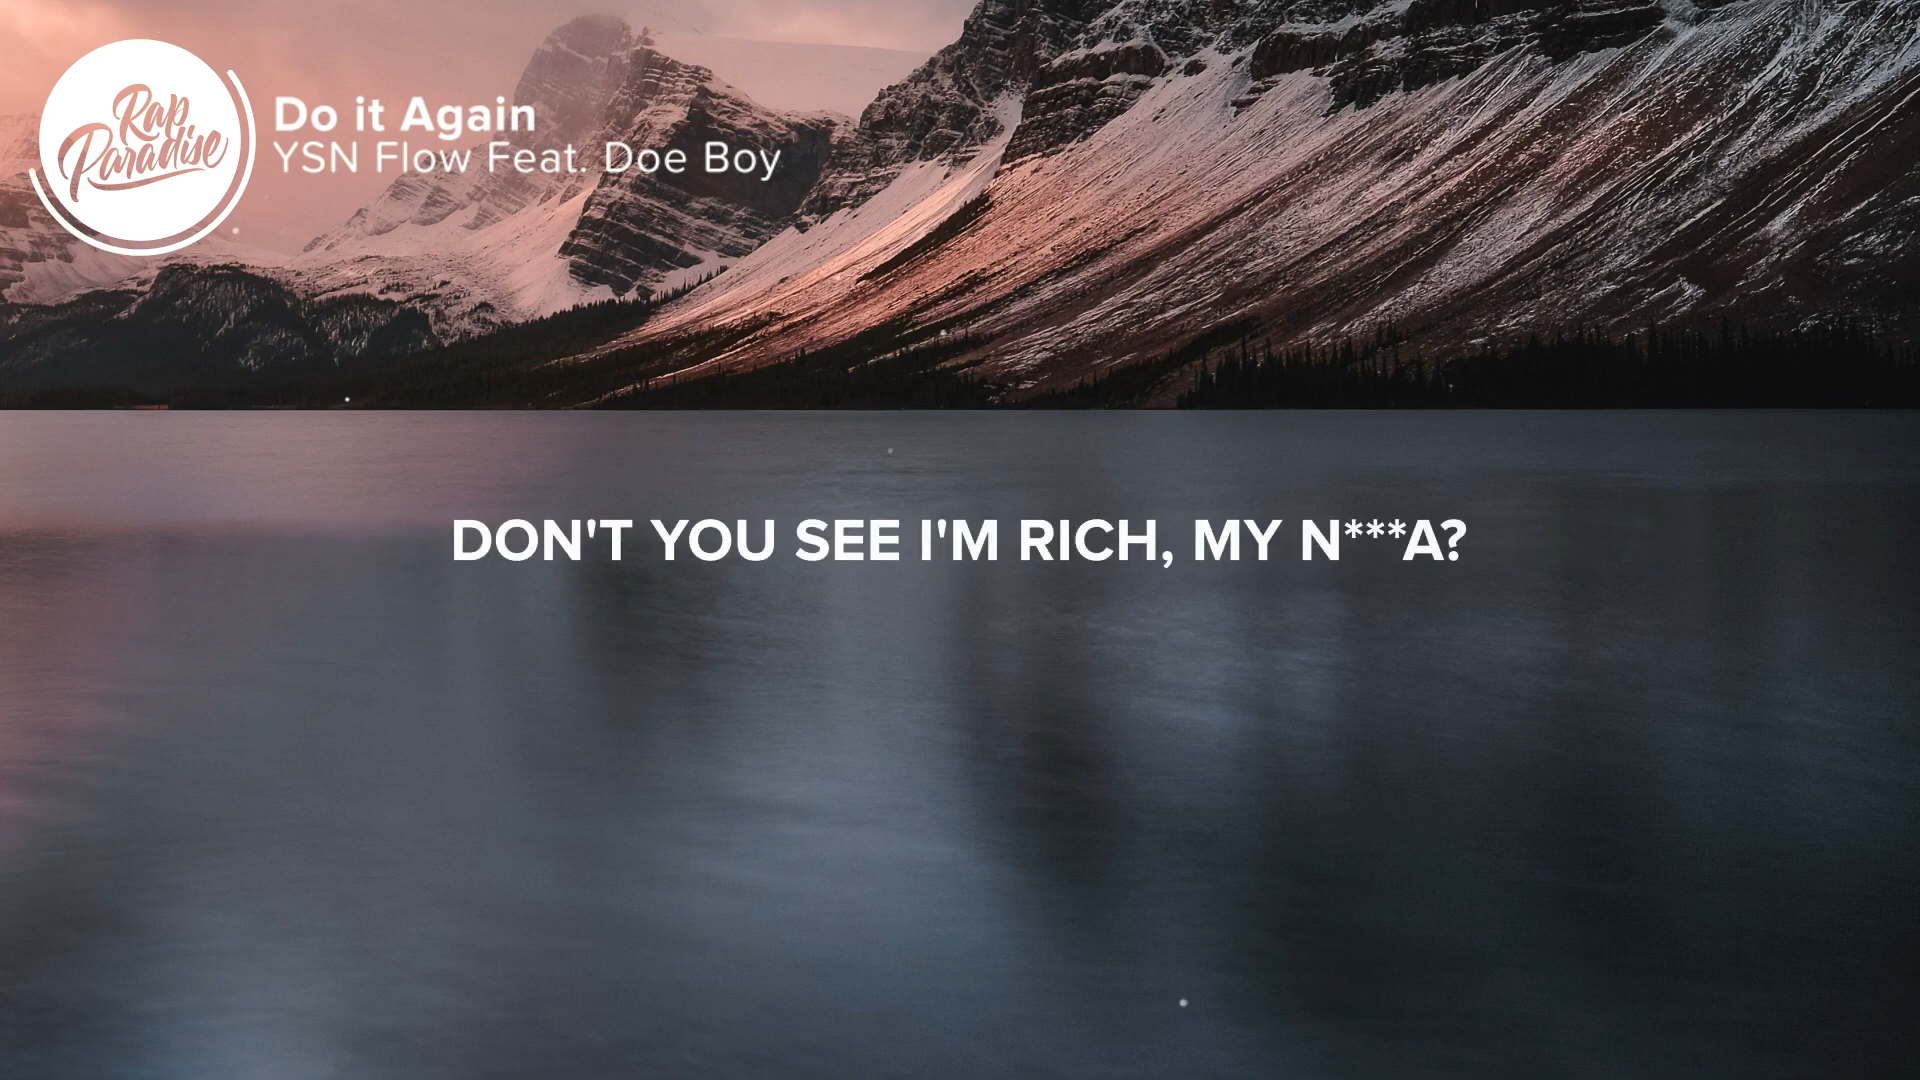 Rap
Paradise
Do it Again
YSN Flow Feat. Doe Boy
DON'T YOU SEE I'M RICH, MY N***A?